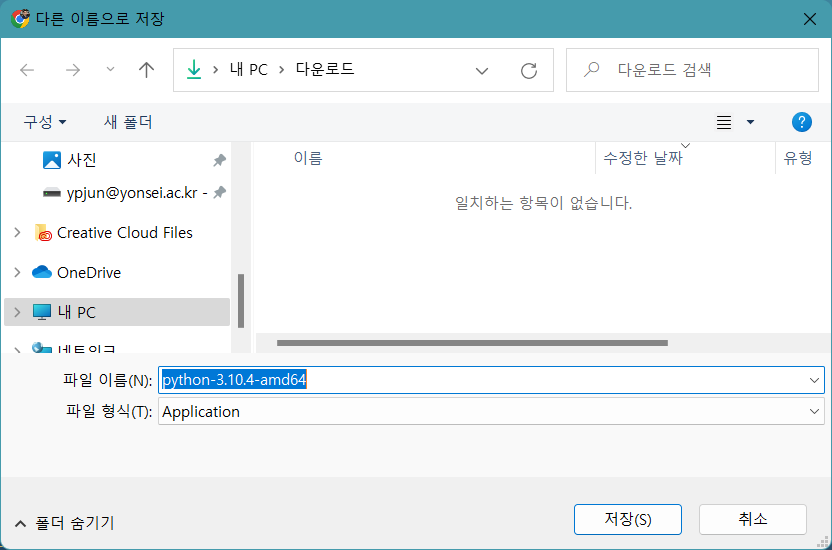 다른 이름으로 저장
내 PC > 다운로드
다운로드 검색
구성
새 폴더
사진
ypjun@yonsei.ac.kr -
Creative Cloud Files
OneDrive
내 PC
네트워크
이름
수정한 날짜
유형
일치하는 항목이 없습니다.
파일 이름(N): python-3.10.4-amd64
파일 형식(T): Application
폴더 숨기기
저장(S)
취소